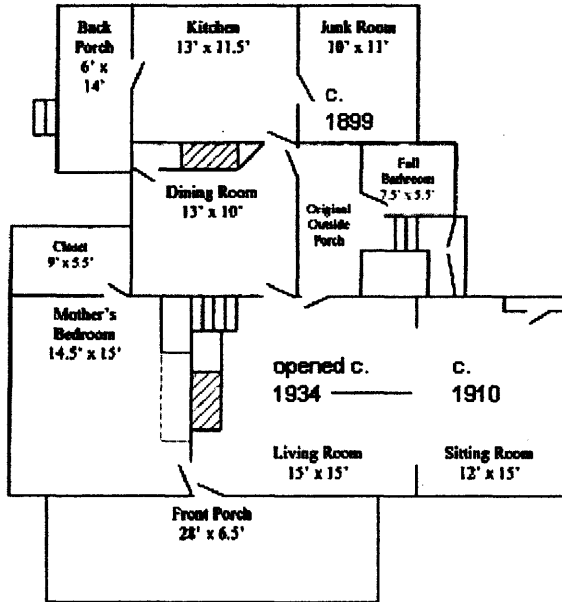 Back
Porch
6' x
14'
Kitchen
13' x 11.5'
Junk Room
10' x 11'
c.
1899
Full
Bathroom
7.5' x 5.5'
Dining Room
13' x 10'
Original
Outside
Porch
Closet
9' x 5.5'
Mother's
Bedroom
14.5' x 15'
opened c.
1934
c.
1910
Living Room
15' x 15'
Sitting Room
12' x 15'
Front Porch
28' x 6.5'